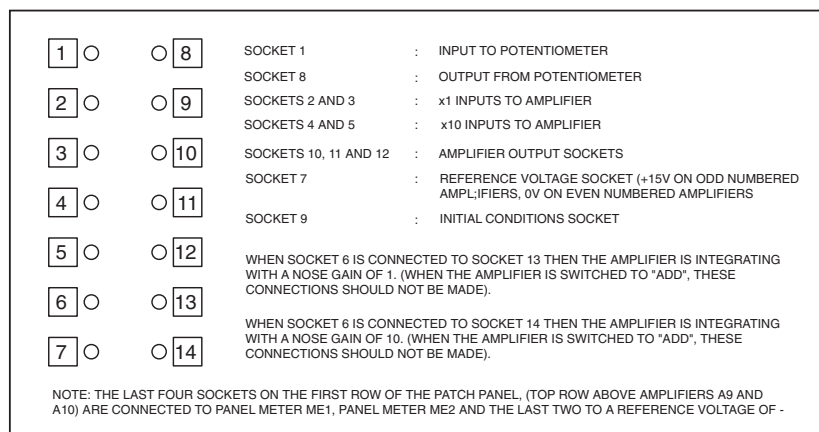 1 8 SOCKET 1 : INPUT TO POTENTIOMETER
SOCKET 8 : OUTPUT FROM POTENTIOMETER
2 9 SOCKETS 2 AND 3 : x1 INPUTS TO AMPLIFIER
SOCKETS 4 AND 5 : x10 INPUTS TO AMPLIFIER
3 10 SOCKETS 10, 11 AND 12 : AMPLIFIER OUTPUT SOCKETS
SOCKET 7 : REFERENCE VOLTAGE SOCKET (+15V ON ODD NUMBERED
AMPL;IFIERS, 0V ON EVEN NUMBERED AMPLIFIERS
4 11
SOCKET 9 : INITIAL CONDITIONS SOCKET
5 12
WHEN SOCKET 6 IS CONNECTED TO SOCKET 13 THEN THE AMPLIFIER IS INTEGRATING
WITH A NOSE GAIN OF 1. (WHEN THE AMPLIFIER IS SWITCHED TO "ADD", THESE
CONNECTIONS SHOULD NOT BE MADE).
6 13
WHEN SOCKET 6 IS CONNECTED TO SOCKET 14 THEN THE AMPLIFIER IS INTEGRATING
WITH A NOSE GAIN OF 10. (WHEN THE AMPLIFIER IS SWITCHED TO "ADD", THESE
CONNECTIONS SHOULD NOT BE MADE).
7 14
NOTE: THE LAST FOUR SOCKETS ON THE FIRST ROW OF THE PATCH PANEL, (TOP ROW ABOVE AMPLIFIERS A9 AND
A10) ARE CONNECTED TO PANEL METER ME1, PANEL METER ME2 AND THE LAST TWO TO A REFERENCE VOLTAGE OF -